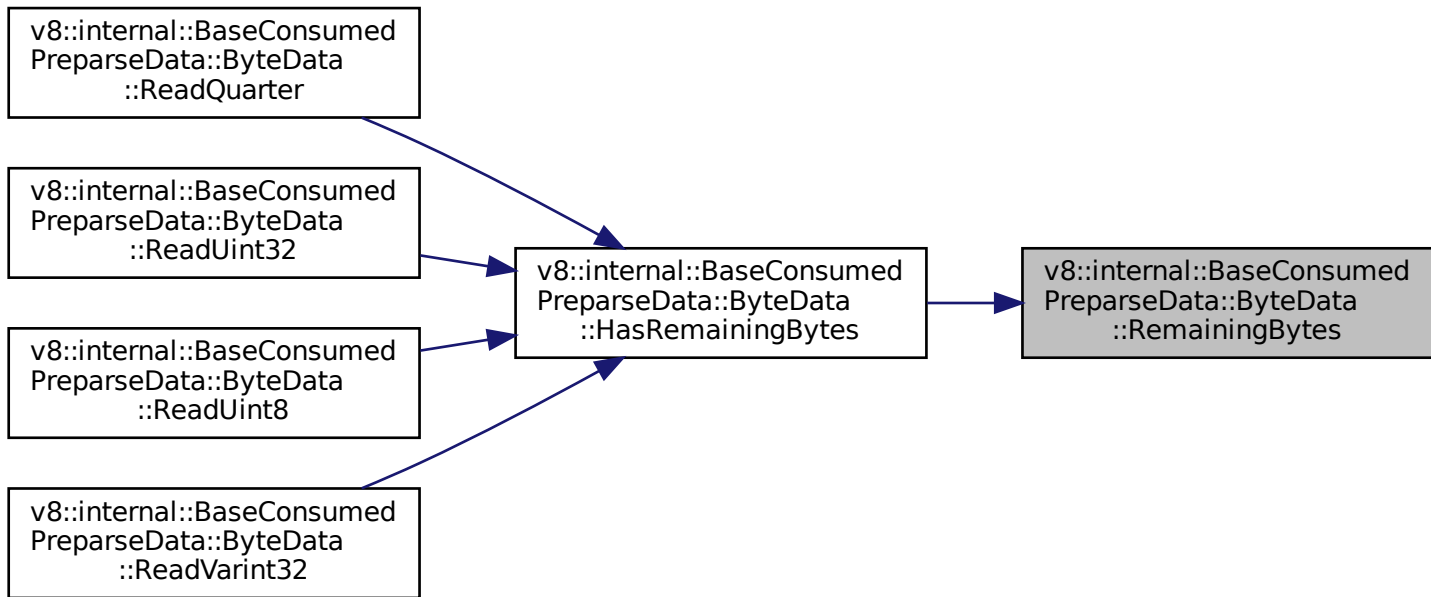 v8::internal::BaseConsumed
PreparseData::ByteData
::ReadQuarter
v8::internal::BaseConsumed
PreparseData::ByteData
::ReadUint32
v8::internal::BaseConsumed
PreparseData::ByteData
::ReadUint8
v8::internal::BaseConsumed
PreparseData::ByteData
::ReadVarint32
v8::internal::BaseConsumed
PreparseData::ByteData
::HasRemainingBytes
v8::internal::BaseConsumed
PreparseData::ByteData
::RemainingBytes